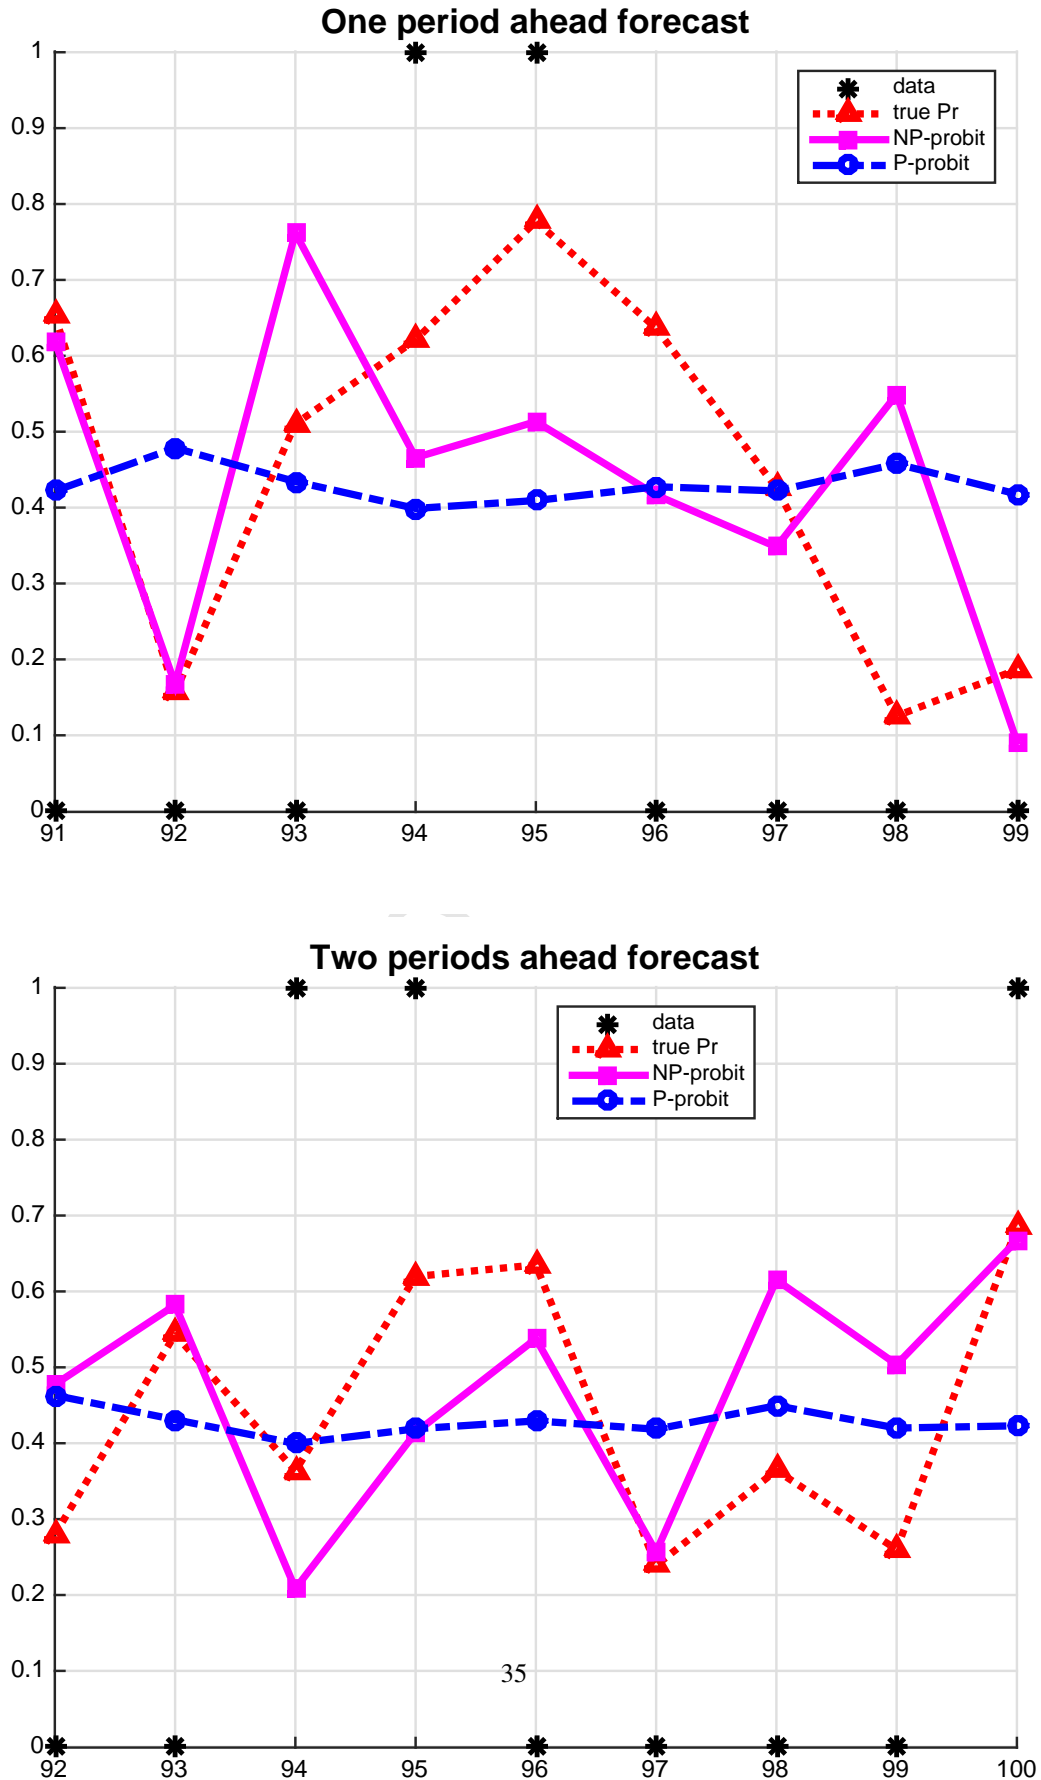 One period ahead forecast
1
0.9
0.8
0.7
0.6
0.5
0.4
0.3
0.2
0.1
0
data
true Pr
NP-probit
P-probit
91 92 93 94 95 96 97 98 99
Two periods ahead forecast
1
0.9
0.8
0.7
0.6
0.5
0.4
0.3
0.2
0.1
0
data
true Pr
NP-probit
P-probit
35
92 93 94 95 96 97 98 99 100